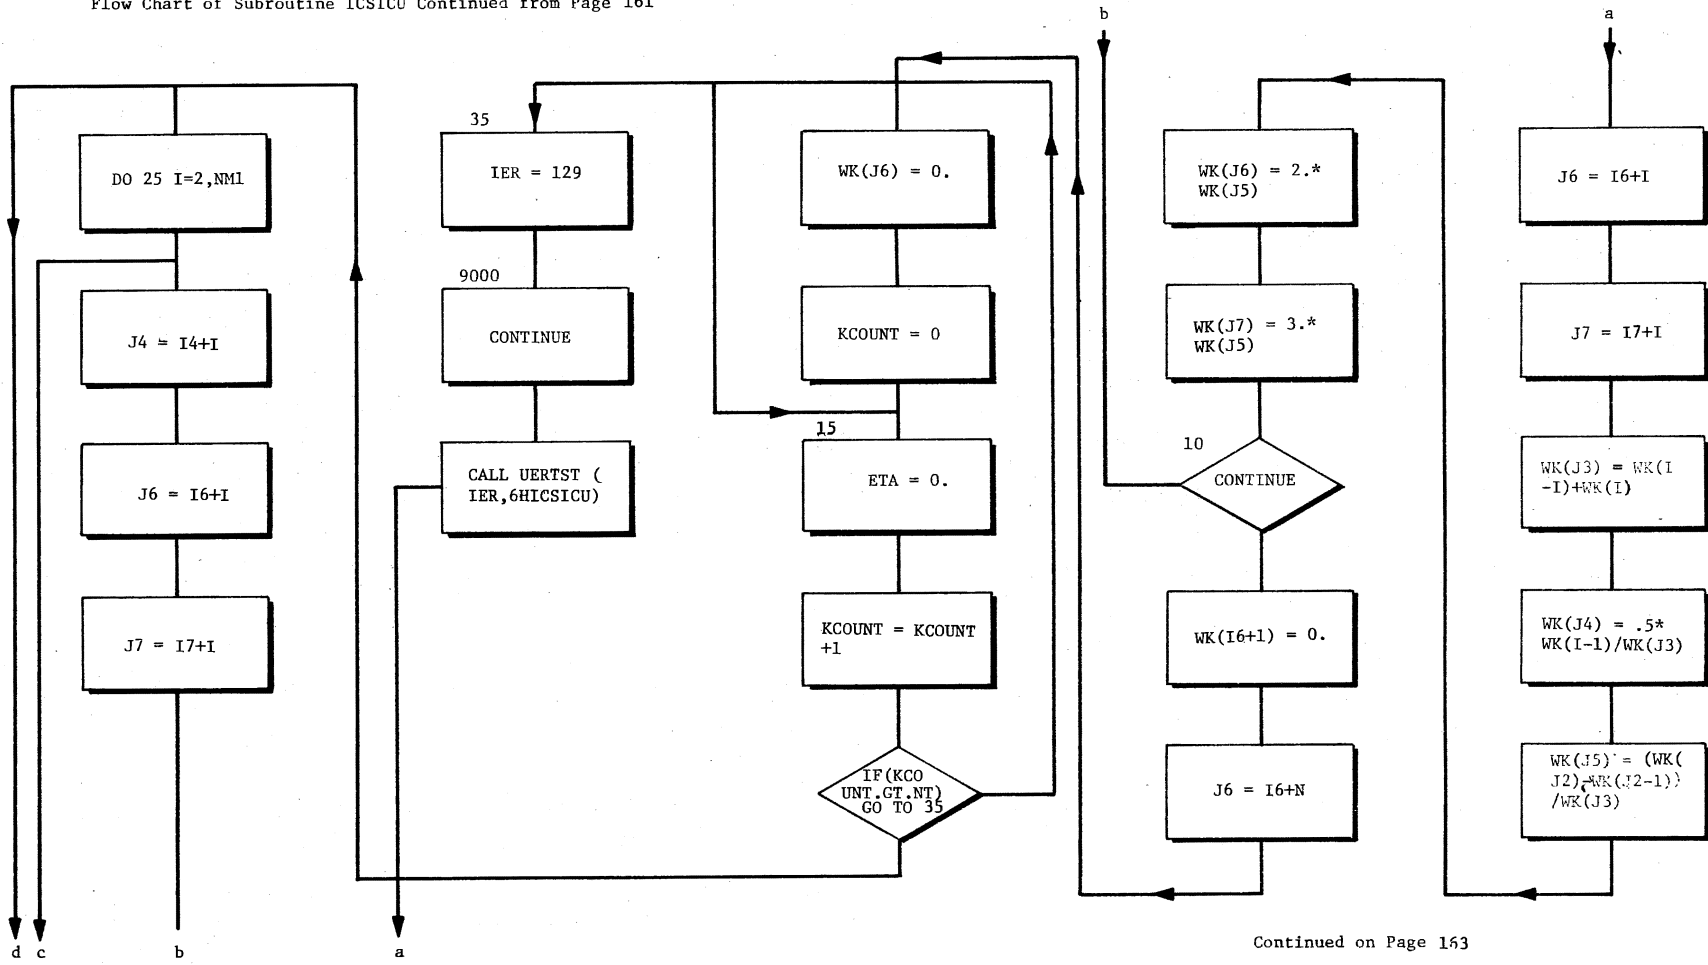 Flow Chart of Subroutine ICSICU Continued from Page 161
b
a
DO 25 I=2,NM1
J4 = I4+I
J6 = I6+I
J7 = I7+I
35
IER = 129
9000
CONTINUE
CALL UERTST (
IER,6HICSICU)
WK(J6) = 0.
KCOUNT = 0
15
ETA = 0.
KCOUNT = KCOUNT
+1
IF(KCO
UNT.GT.NT)
GO TO 35
WK(J6) = 2.*
WK(J5)
WK(J7) = 3.*
WK(J5)
10
CONTINUE
WK(I6+1) = 0.
J6 = I6+N
J6 = I6+I
J7 = I7+I
WK(J3) = WK(I
-I)+WK(I)
WK(J4) = .5*
WK(I-1)/WK(J3)
WK(J5) = (WK(
J2)-WK(J2-1))
/WK(J3)
d c b a
Continued on Page 163